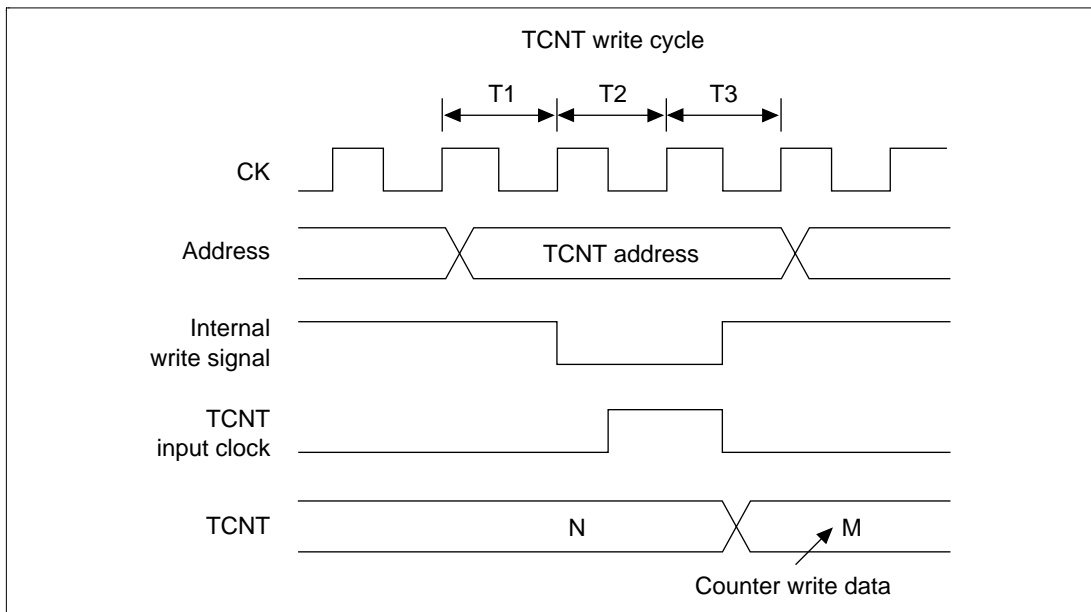 TCNT write cycle
T1 T2 T3
CK
Address
TCNT address
Internal
write signal
TCNT
input clock
TCNT
N
M
Counter write data